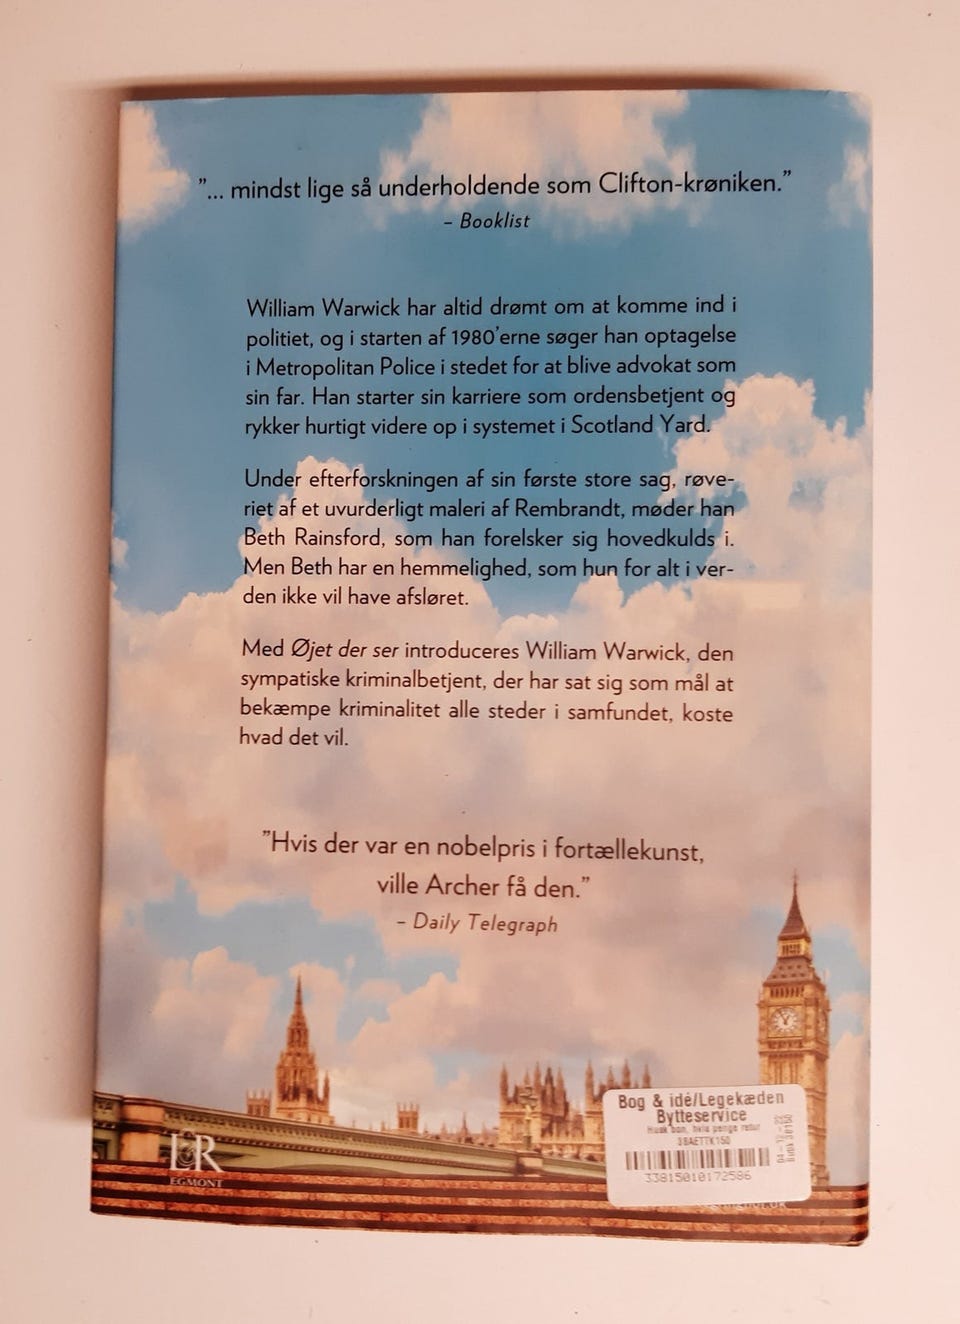 "... mindst lige så underholdende som Clifton-krøniken."
– Booklist
William Warwick har altid drømt om at komme ind i
politiet, og i starten af 1980'erne søger han optagelse
i Metropolitan Police i stedet for at blive advokat som
sin far. Han starter sin karriere som ordensbetjent og
rykker hurtigt videre op i systemet i Scotland Yard.
Under efterforskningen af sin første store sag, røve-
riet af et uvurderligt maleri af Rembrandt, møder han
Beth Rainsford, som han forelsker sig hovedkulds i.
Men Beth har en hemmelighed, som hun for alt i ver-
den ikke vil have afsløret.
Med Øjet der ser introduceres William Warwick, den
sympatiske kriminalbetjent, der har sat sig som mål at
bekæmpe kriminalitet alle steder i samfundet, koste
hvad det vil.
"Hvis der var en nobelpris i fortællekunst,
ville Archer få den."
– Daily Telegraph
L&R
EGMONT
Bog & idé/Legekæden
Bytteservice
Husk bon, hvis penge retur
38AETTK150
33815010172586